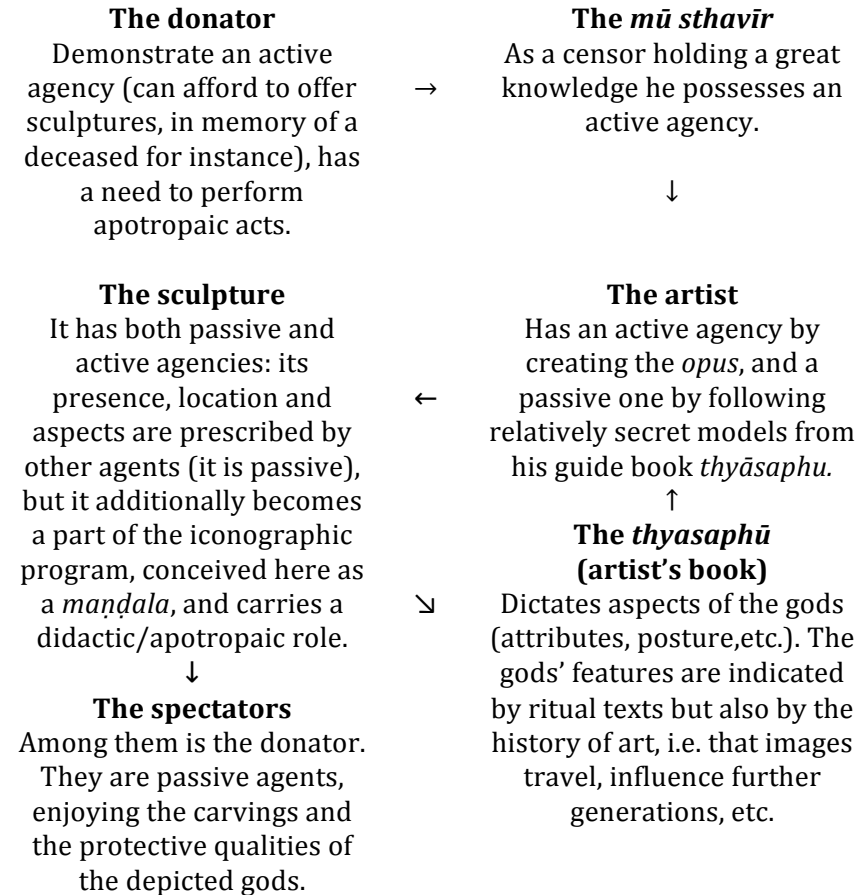 The donator
Demonstrate an active
agency (can afford to offer
sculptures, in memory of a
deceased for instance), has
a need to perform
apotropaic acts.
→
The mū sthavīr
As a censor holding a great
knowledge he possesses an
active agency.
↓
The sculpture
It has both passive and
active agencies: its
presence, location and
aspects are prescribed by
other agents (it is passive),
but it additionally becomes
a part of the iconographic
program, conceived here as
a maṇḍala, and carries a
didactic/apotropaic role.
↓
←
The artist
Has an active agency by
creating the opus, and a
passive one by following
relatively secret models from
his guide book thyāsaphu.
↑
↘
The spectators
Among them is the donator.
They are passive agents,
enjoying the carvings and
the protective qualities of
the depicted gods.
The thyasaphū
(artist's book)
Dictates aspects of the gods
(attributes, posture,etc.). The
gods’ features are indicated
by ritual texts but also by the
history of art, i.e. that images
travel, influence further
generations, etc.